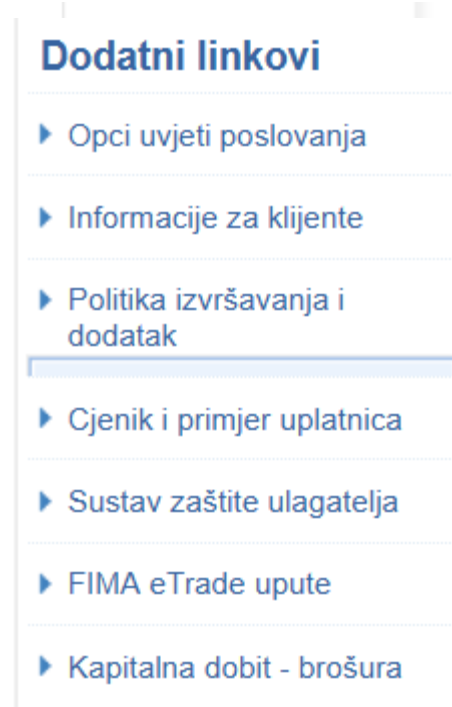 Dodatni linkovi
Opci uvjeti poslovanja
Informacije za klijente
Politika izvršavanja i
dodatak
Cjenik i primjer uplatnica
Sustav zaštite ulagatelja
FIMA eTrade upute
Kapitalna dobit - brošura